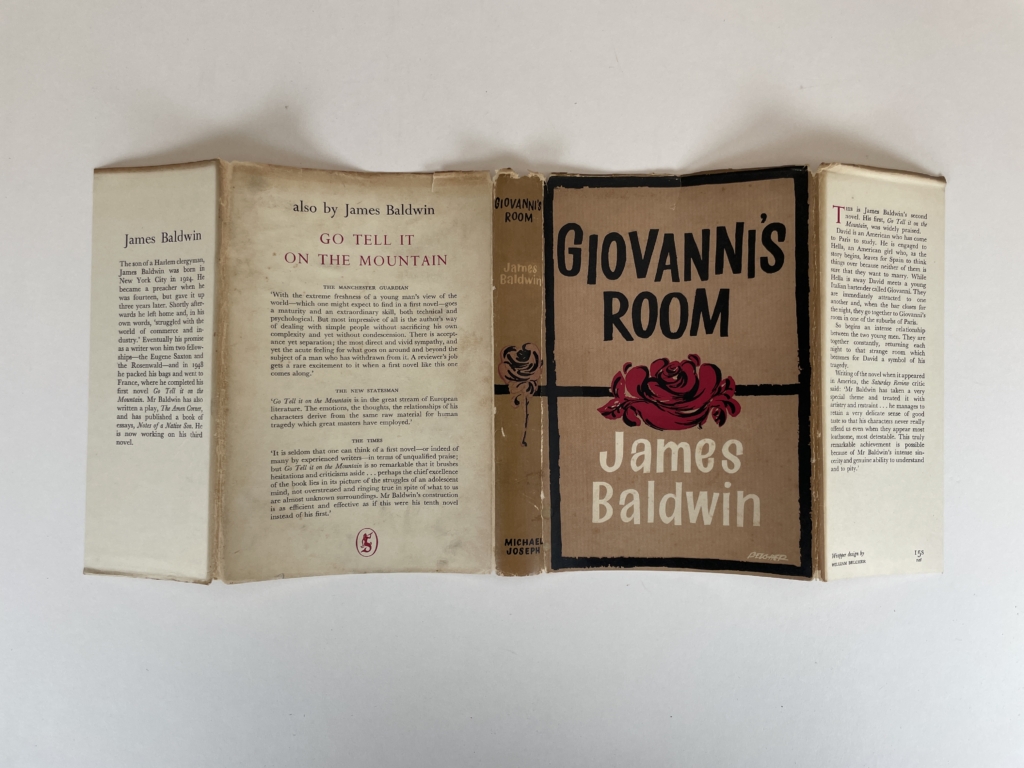 James Baldwin
The son of a Harlem clergyman,
James Baldwin was born in
New York City in 1924. He
became a preacher when he
was fourteen, but gave it up
three years later. Shortly after-
wards he left home and, in his
own words, 'struggled with the
world of commerce and in-
dustry.' Eventually his promise
as a writer won him two fellow-
ships—the Eugene Saxton and
the Rosenwald—and in 1948
he packed his bags and went to
France, where he completed his
first novel Go Tell it on the
Mountain. Mr Baldwin has also
written a play, The Amen Corner,
and has published a book of
essays, Notes of a Native Son. He
is now working on his third
novel.
also by James Baldwin
GO TELL IT
ON THE MOUNTAIN
THE MANCHESTER GUARDIAN
'With the extreme freshness of a young man's view of the
world—which one might expect to find in a first novel—goes
a maturity and an extraordinary skill, both technical and
psychological. But most impressive of all is the author's way
of dealing with simple people without sacrificing his own
complexity and yet without condescension. There is accept-
ance yet separation; the most direct and vivid sympathy, and
yet the acute feeling for what goes on around and beyond the
subject of a man who has withdrawn from it. A reviewer's job
gets a rare excitement to it when a first novel like this one
comes along.'
THE NEW STATESMAN
'Go Tell it on the Mountain is in the great stream of European
literature. The emotions, the thoughts, the relationships of his
characters derive from the same raw material for human
tragedy which great masters have employed.'
THE TIMES
'It is seldom that one can think of a first novel—or indeed of
many by experienced writers—in terms of unqualified praise;
but Go Tell it on the Mountain is so remarkable that it brushes
hesitations and criticisms aside . . . perhaps the chief excellence
of the book lies in its picture of the struggles of an adolescent
mind, not overstressed and ringing true in spite of what to us
are almost unknown surroundings. Mr Baldwin's construction
is as efficient and effective as if this were his tenth novel
instead of his first.'
GIOVANNI'S
ROOM
James
Baldwin
MICHAEL
JOSEPH
GIOVANNI'S
ROOM
James
Baldwin
THIS is James Baldwin's second
novel. His first, Go Tell it on the
Mountain, was widely praised.
David is an American who has come
to Paris to study. He is engaged to
Hella, an American girl who, as the
story begins, leaves for Spain to think
things over because neither of them is
sure that they want to marry. While
Hella is away David meets a young
Italian bartender called Giovanni. They
are immediately attracted to one
another and, when the bar closes for
the night, they go together to Giovanni's
room in one of the suburbs of Paris.
So begins an intense relationship
between the two young men. They are
together constantly, returning each
night to that strange room which
becomes for David a symbol of his
tragedy.
Writing of the novel when it appeared
in America, the Saturday Review critic
said: 'Mr Baldwin has taken a very
special theme and treated it with
artistry and restraint . . . he manages to
retain a very delicate sense of good
taste so that his characters never really
offend us even when they appear most
loathsome, most detestable. This truly
remarkable achievement is possible
because of Mr Baldwin's intense sin-
cerity and genuine ability to understand
and to pity.'
Wrapper design by
15s
net